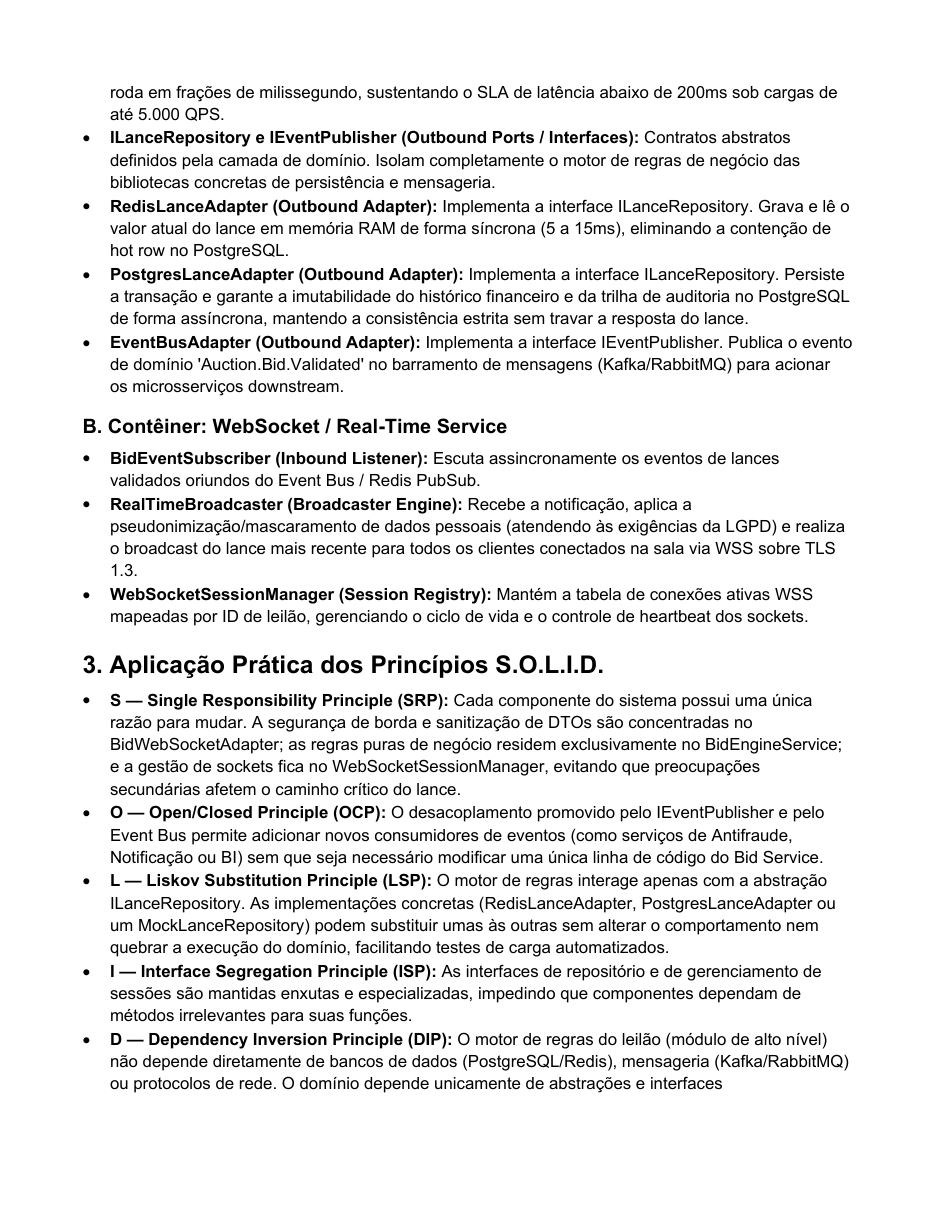 roda em frações de milissegundo, sustentando o SLA de latência abaixo de 200ms sob cargas de
até 5.000 QPS.
• ILanceRepository e IEventPublisher (Outbound Ports / Interfaces): Contratos abstratos
definidos pela camada de domínio. Isolam completamente o motor de regras de negócio das
bibliotecas concretas de persistência e mensageria.
• RedisLanceAdapter (Outbound Adapter): Implementa a interface ILanceRepository. Grava e lê o
valor atual do lance em memória RAM de forma síncrona (5 a 15ms), eliminando a contenção de
hot row no PostgreSQL.
• PostgresLanceAdapter (Outbound Adapter): Implementa a interface ILanceRepository. Persiste
a transação e garante a imutabilidade do histórico financeiro e da trilha de auditoria no PostgreSQL
de forma assíncrona, mantendo a consistência estrita sem travar a resposta do lance.
• EventBusAdapter (Outbound Adapter): Implementa a interface IEventPublisher. Publica o evento
de domínio 'Auction.Bid.Validated' no barramento de mensagens (Kafka/RabbitMQ) para acionar
os microsserviços downstream.
B. Contêiner: WebSocket / Real-Time Service
• BidEventSubscriber (Inbound Listener): Escuta assincronamente os eventos de lances
validados oriundos do Event Bus / Redis PubSub.
• RealTimeBroadcaster (Broadcaster Engine): Recebe a notificação, aplica a
pseudonimização/mascaramento de dados pessoais (atendendo às exigências da LGPD) e realiza
o broadcast do lance mais recente para todos os clientes conectados na sala via WSS sobre TLS
1.3.
• WebSocketSessionManager (Session Registry): Mantém a tabela de conexões ativas WSS
mapeadas por ID de leilão, gerenciando o ciclo de vida e o controle de heartbeat dos sockets.
3. Aplicação Prática dos Princípios S.O.L.I.D.
• S — Single Responsibility Principle (SRP): Cada componente do sistema possui uma única
razão para mudar. A segurança de borda e sanitização de DTOs são concentradas no
BidWebSocketAdapter; as regras puras de negócio residem exclusivamente no BidEngineService;
e a gestão de sockets fica no WebSocketSessionManager, evitando que preocupações
secundárias afetem o caminho crítico do lance.
• O — Open/Closed Principle (OCP): O desacoplamento promovido pelo IEventPublisher e pelo
Event Bus permite adicionar novos consumidores de eventos (como serviços de Antifraude,
Notificação ou BI) sem que seja necessário modificar uma única linha de código do Bid Service.
• L — Liskov Substitution Principle (LSP): O motor de regras interage apenas com a abstração
ILanceRepository. As implementações concretas (RedisLanceAdapter, PostgresLanceAdapter ou
um MockLanceRepository) podem substituir umas às outras sem alterar o comportamento nem
quebrar a execução do domínio, facilitando testes de carga automatizados.
• I — Interface Segregation Principle (ISP): As interfaces de repositório e de gerenciamento de
sessões são mantidas enxutas e especializadas, impedindo que componentes dependam de
métodos irrelevantes para suas funções.
• D — Dependency Inversion Principle (DIP): O motor de regras do leilão (módulo de alto nível)
não depende diretamente de bancos de dados (PostgreSQL/Redis), mensageria (Kafka/RabbitMQ)
ou protocolos de rede. O domínio depende unicamente de abstrações e interfaces